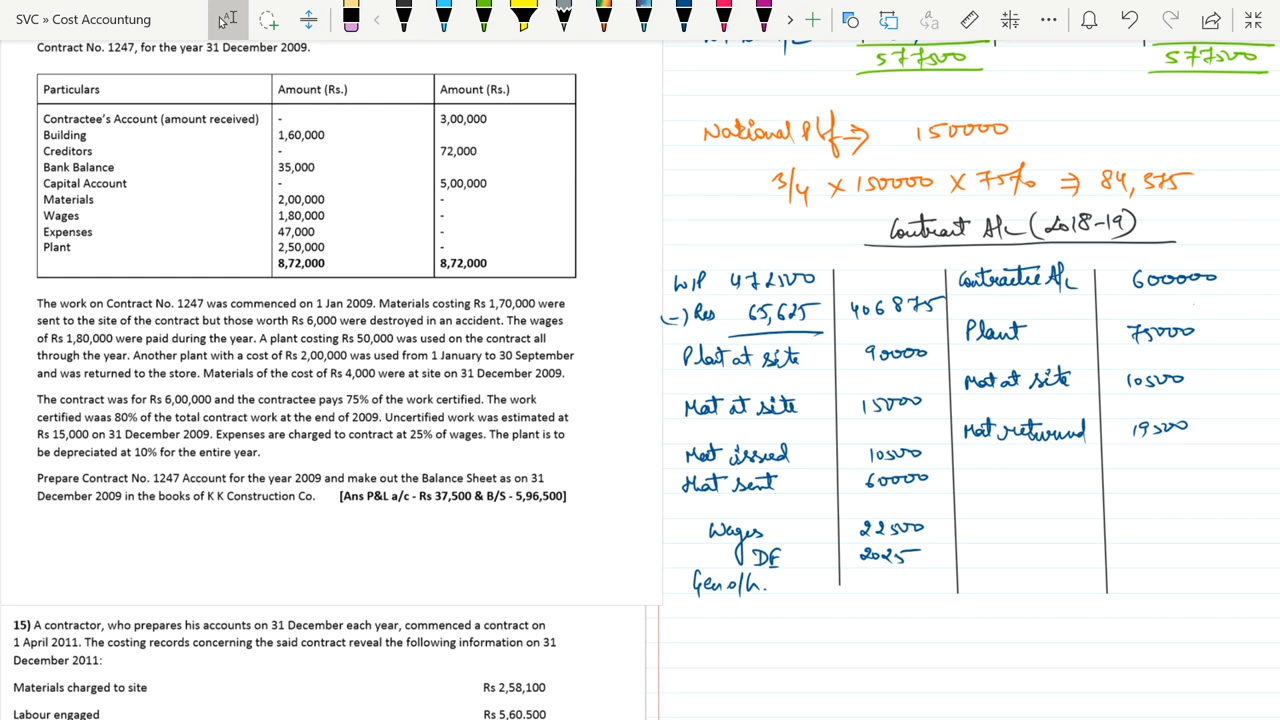 SVC » Cost Accountung
Contract No. 1247, for the year 31 December 2009.
Particulars Amount (Rs.) Amount (Rs.)
Contractee's Account (amount received) - 3,00,000
Building 1,60,000
Creditors - 72,000
Bank Balance 35,000
Capital Account - 5,00,000
Materials 2,00,000 -
Wages 1,80,000 -
Expenses 47,000 -
Plant 2,50,000 -
8,72,000 8,72,000
The work on Contract No. 1247 was commenced on 1 Jan 2009. Materials costing Rs 1,70,000 were
sent to the site of the contract but those worth Rs 6,000 were destroyed in an accident. The wages
of Rs 1,80,000 were paid during the year. A plant costing Rs 50,000 was used on the contract all
through the year. Another plant with a cost of Rs 2,00,000 was used from 1 January to 30 September
and was returned to the store. Materials of the cost of Rs 4,000 were at site on 31 December 2009.
The contract was for Rs 6,00,000 and the contractee pays 75% of the work certified. The work
certified waas 80% of the total contract work at the end of 2009. Uncertified work was estimated at
Rs 15,000 on 31 December 2009. Expenses are charged to contract at 25% of wages. The plant is to
be depreciated at 10% for the entire year.
Prepare Contract No. 1247 Account for the year 2009 and make out the Balance Sheet as on 31
December 2009 in the books of K K Construction Co. [Ans P&L a/c - Rs 37,500 & B/S - 5,96,500]
15) A contractor, who prepares his accounts on 31 December each year, commenced a contract on
1 April 2011. The costing records concerning the said contract reveal the following information on 31
December 2011:
Materials charged to site Rs 2,58,100
Labour engaged Rs 5,60.500
577500 577500
National Plf ⇒ 150000
3/4 × 150000 × 75% ⇒ 84,375
Contract A/c (2018-19)
WIP 472500 Contractee A/c 600000
(-) Res 65,625 406875
Plant 75000
Plant at site 90000
Mat at site 10500
Mat at site 15000
Mat returned 19500
Mat issued 10500
Mat sent 60000
Wages 22500
DE 2025
Gen o/h.